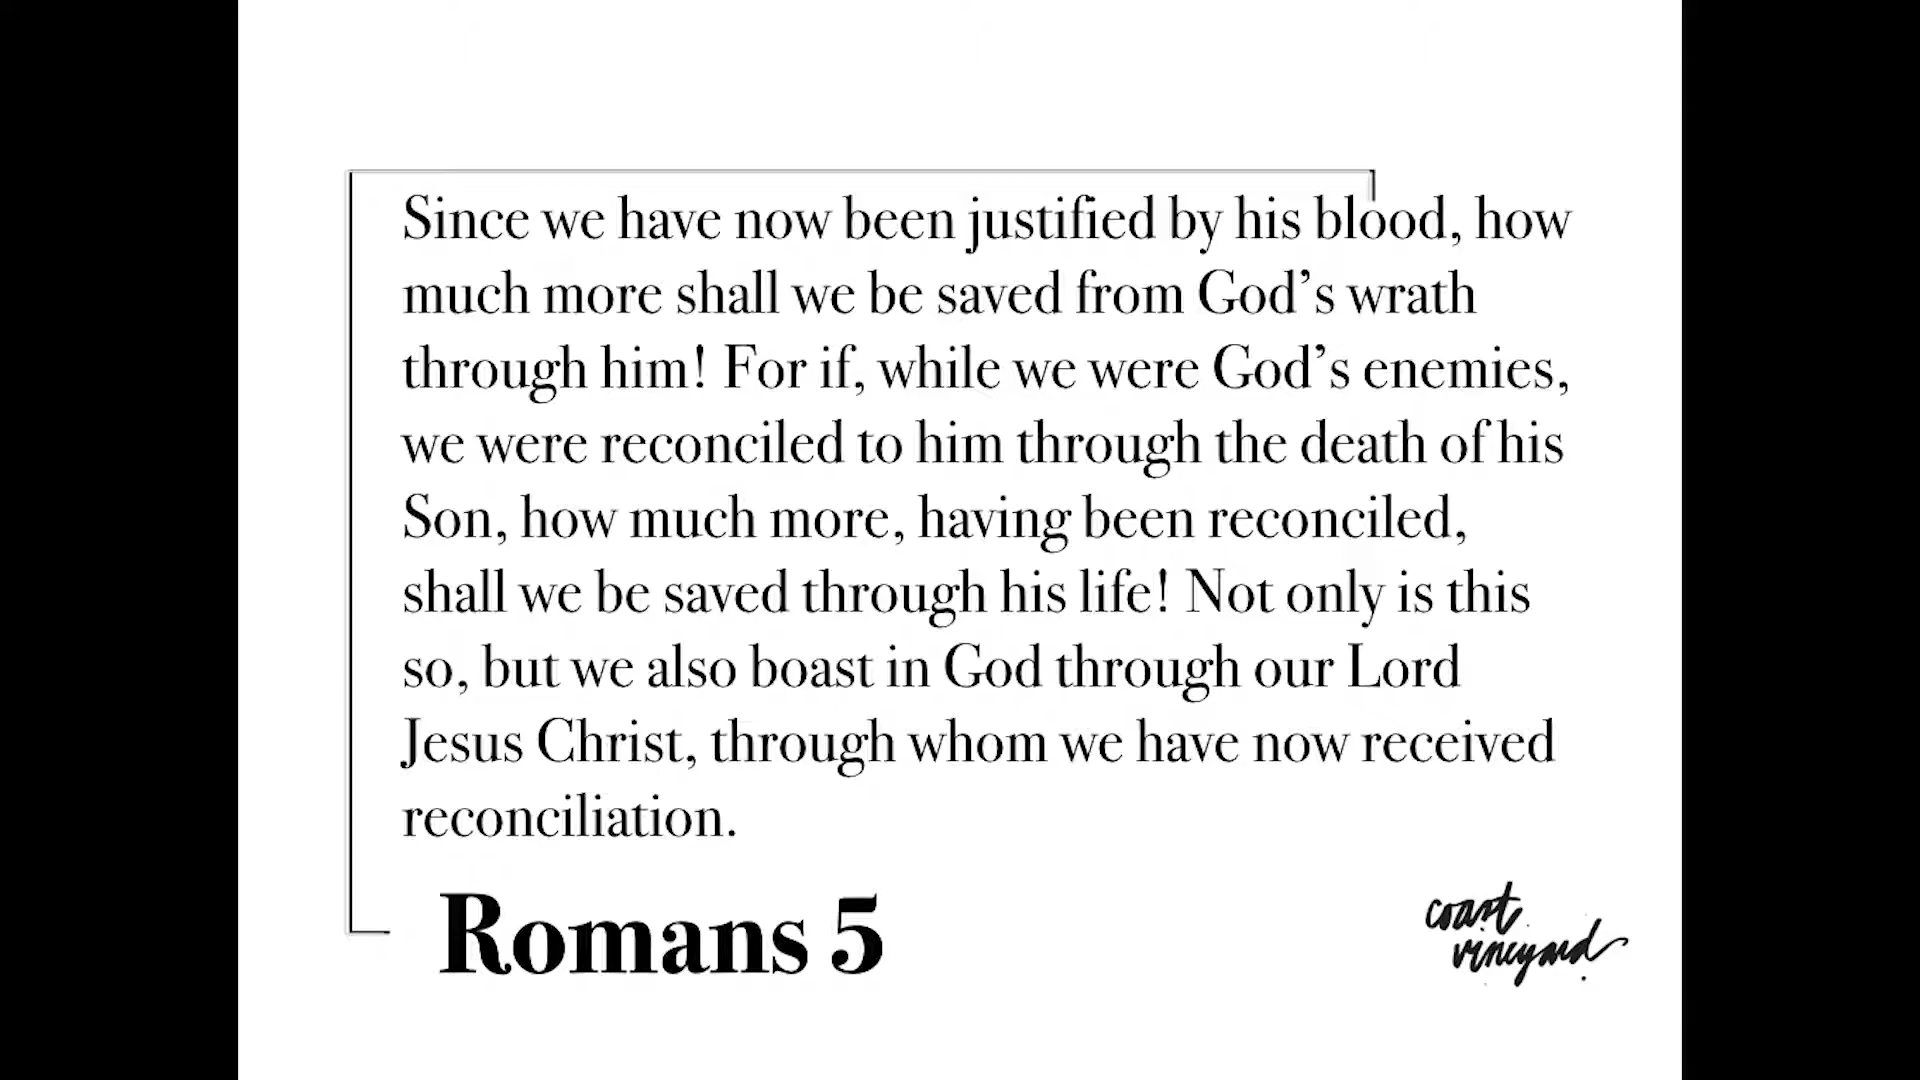 Since we have now been justified by his blood, how
much more shall we be saved from God’s wrath
through him! For if, while we were God’s enemies,
we were reconciled to him through the death of his
Son, how much more, having been reconciled,
shall we be saved through his life! Not only is this
so, but we also boast in God through our Lord
Jesus Christ, through whom we have now received
reconciliation.
Romans 5
coast
vineyard